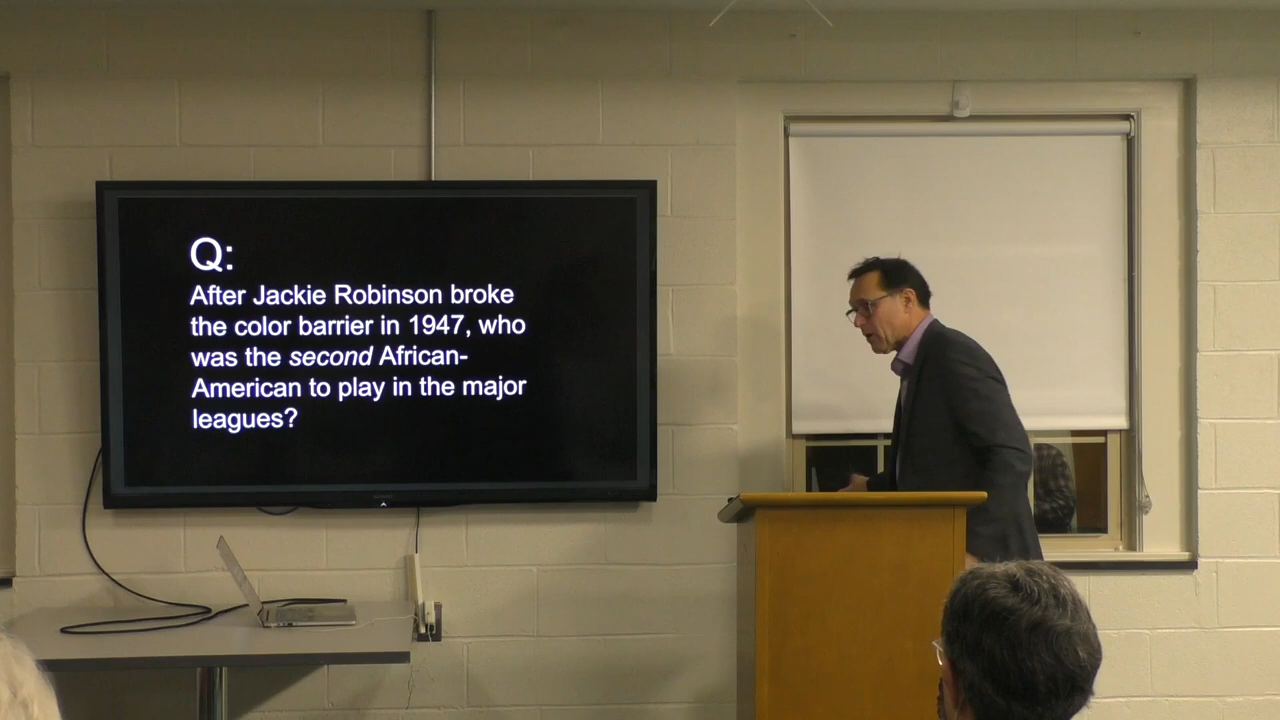 Q:
After Jackie Robinson broke
the color barrier in 1947, who
was the second African-
American to play in the major
leagues?